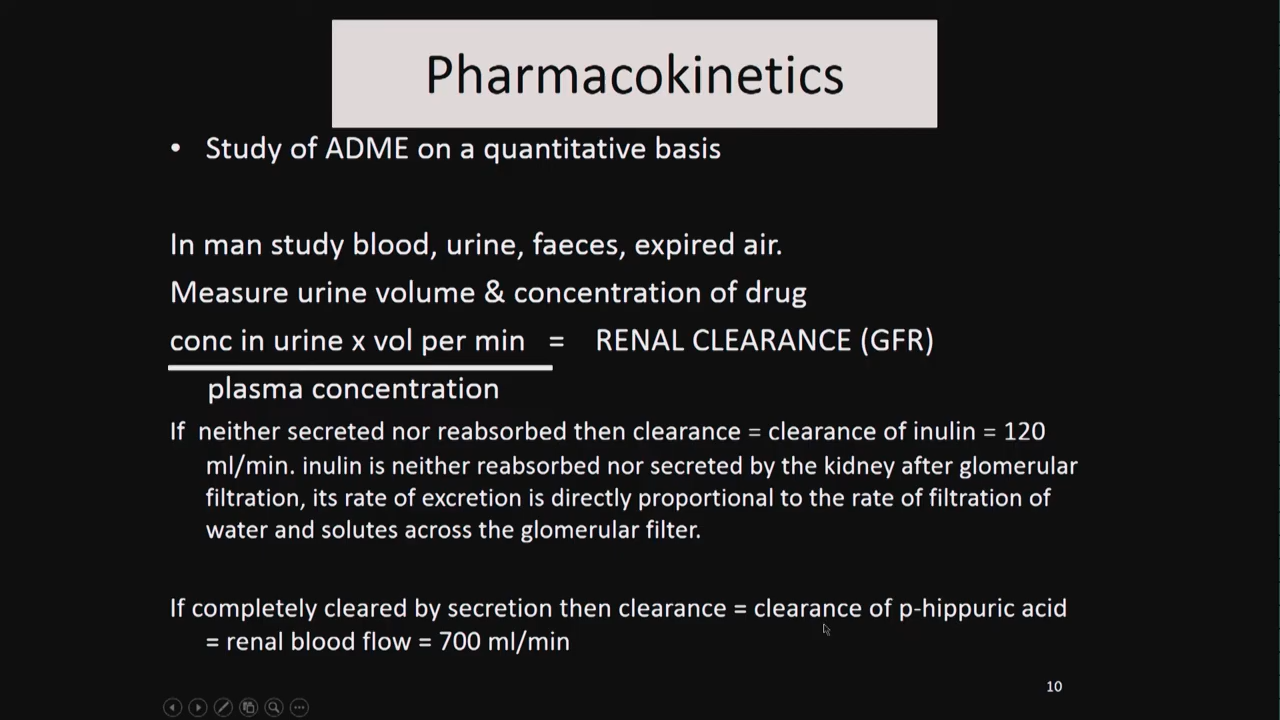 Pharmacokinetics
• Study of ADME on a quantitative basis
In man study blood, urine, faeces, expired air.
Measure urine volume & concentration of drug
conc in urine x vol per min = RENAL CLEARANCE (GFR)
plasma concentration
If neither secreted nor reabsorbed then clearance = clearance of inulin = 120
ml/min. inulin is neither reabsorbed nor secreted by the kidney after glomerular
filtration, its rate of excretion is directly proportional to the rate of filtration of
water and solutes across the glomerular filter.
If completely cleared by secretion then clearance = clearance of p-hippuric acid
= renal blood flow = 700 ml/min
10